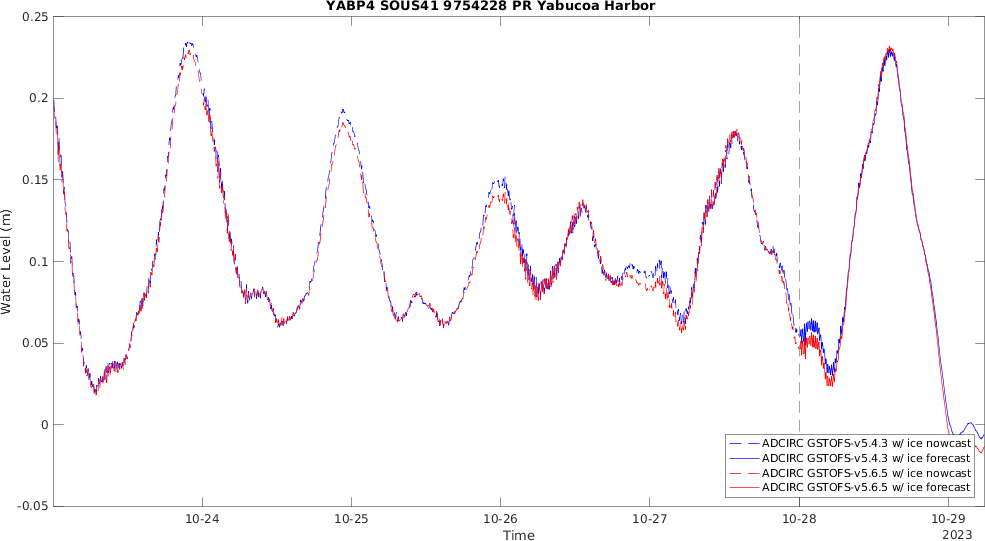 YABP4 SOUS41 9754228 PR Yabucoa Harbor
0.25
0.2
0.15
0.1
0.05
0
-0.05
Water Level (m)
10-24
10-25
10-26
10-27
10-28
10-29
Time
2023
ADCIRC GSTOFS-v5.4.3 w/ ice nowcast
ADCIRC GSTOFS-v5.4.3 w/ ice forecast
ADCIRC GSTOFS-v5.6.5 w/ ice nowcast
ADCIRC GSTOFS-v5.6.5 w/ ice forecast